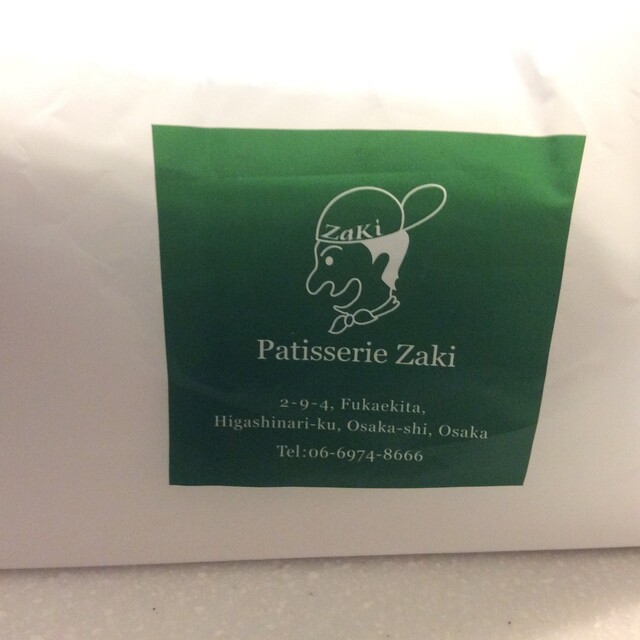 Zaki
Patisserie Zaki
2-9-4, Fukaekita,
Higashinari-ku, Osaka-shi, Osaka
Tel:06-6974-8666